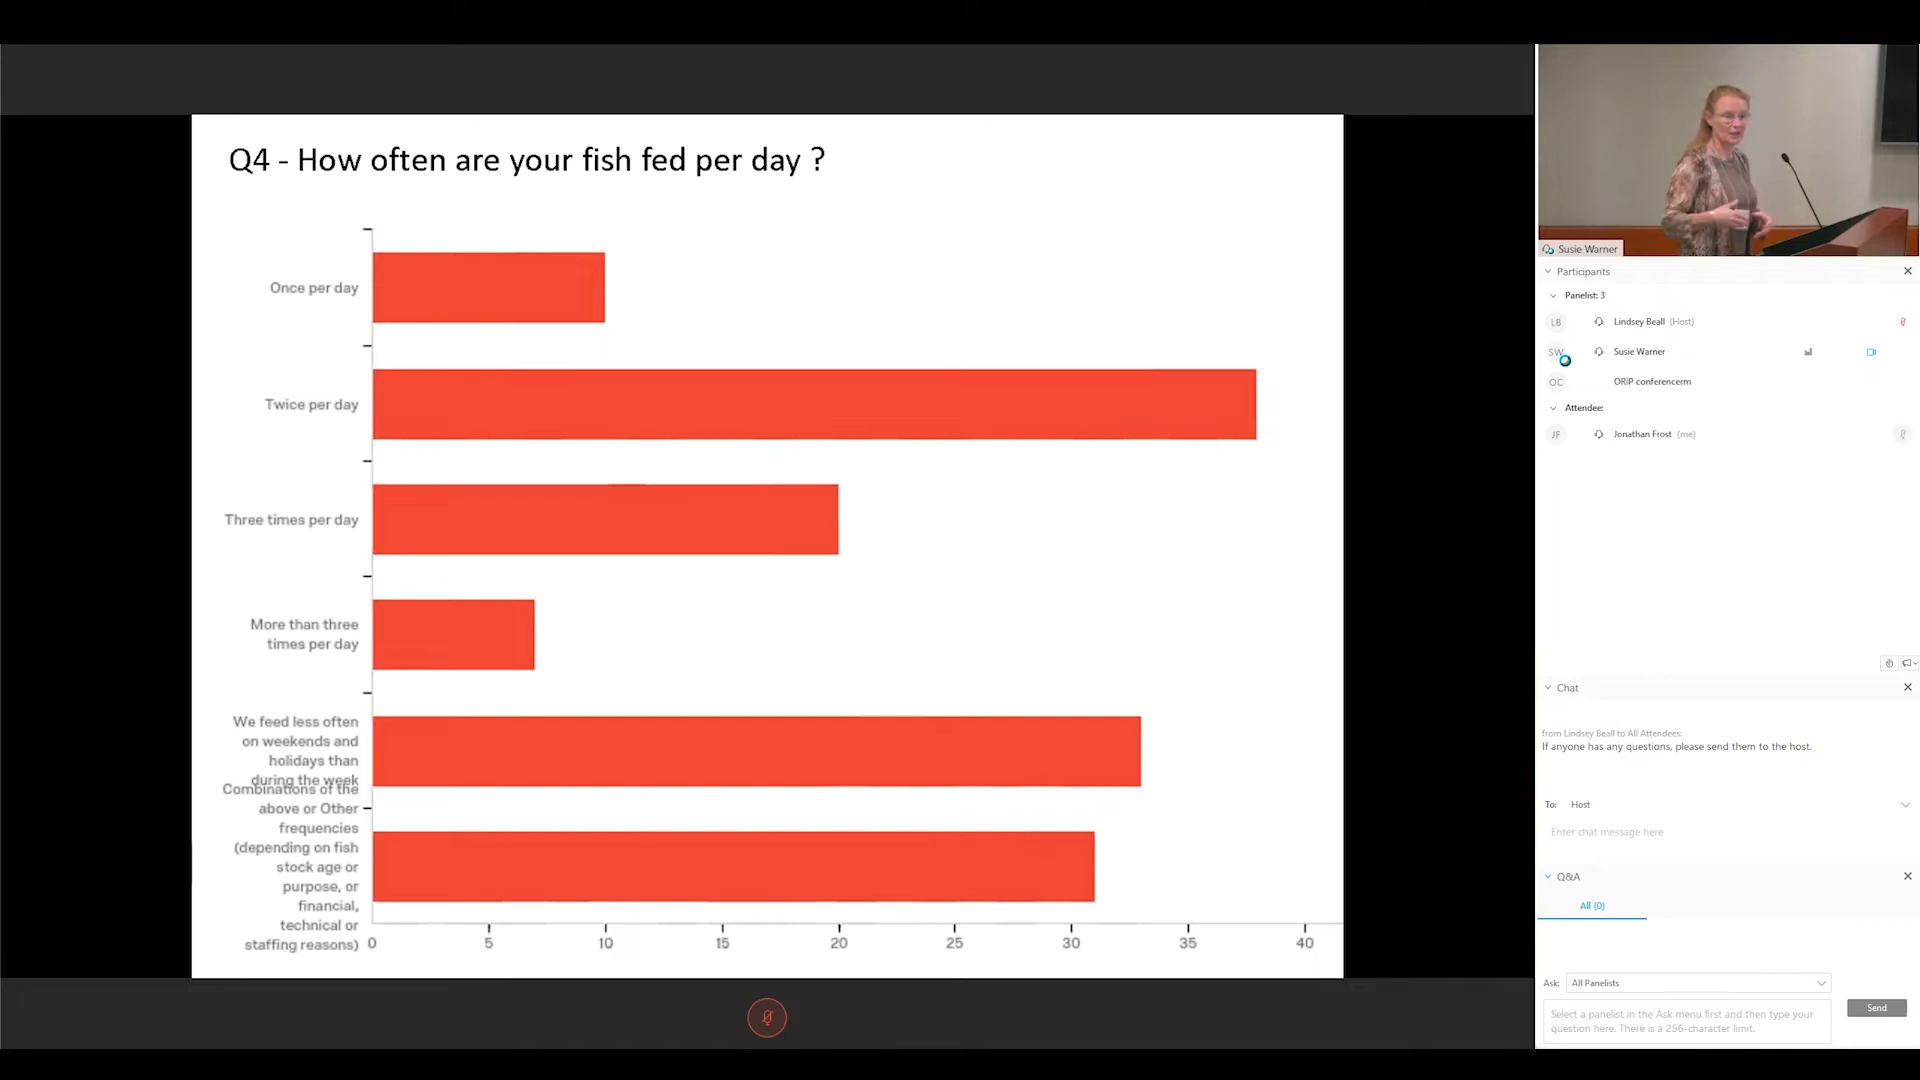 Q4 - How often are your fish fed per day ?
Once per day
Twice per day
Three times per day
More than three
times per day
We feed less often
on weekends and
holidays than
during the week
Combinations of the
above or Other
frequencies
(depending on fish
stock age or
purpose, or
financial,
technical or
staffing reasons)
0 5 10 15 20 25 30 35 40
Susie Warner
Participants
Panelist: 3
LB Lindsey Beall (Host)
SW Susie Warner
OC ORIP conferencerm
Attendee:
JF Jonathan Frost (me)
Chat
from Lindsey Beall to All Attendees:
If anyone has any questions, please send them to the host.
To: Host
Enter chat message here
Q&A
All (0)
Ask: All Panelists
Select a panelist in the Ask menu first and then type your
question here. There is a 256-character limit.
Send